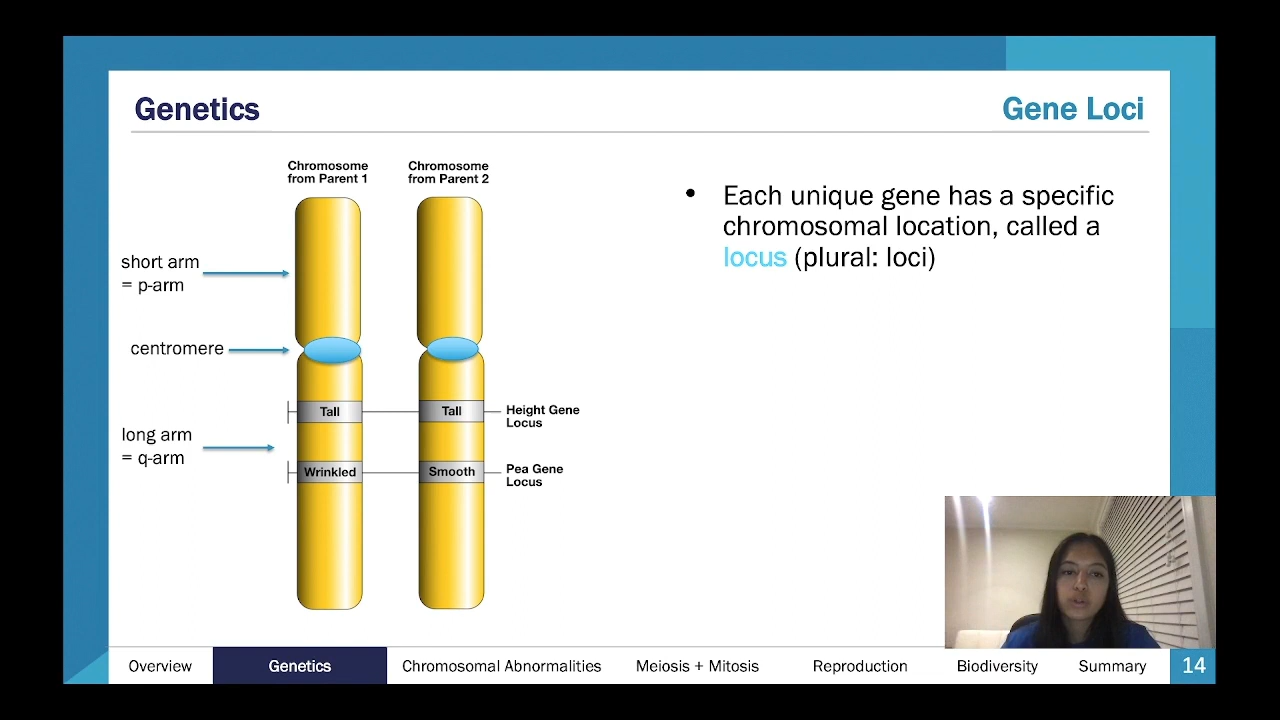 Genetics
Gene Loci
Chromosome
from Parent 1
Chromosome
from Parent 2
Each unique gene has a specific
chromosomal location, called a
locus (plural: loci)
short arm
= p-arm
centromere
Tall
Tall
Height Gene
Locus
long arm
= q-arm
Wrinkled
Smooth
Pea Gene
Locus
Overview
Genetics
Chromosomal Abnormalities
Meiosis + Mitosis
Reproduction
Biodiversity
Summary
14